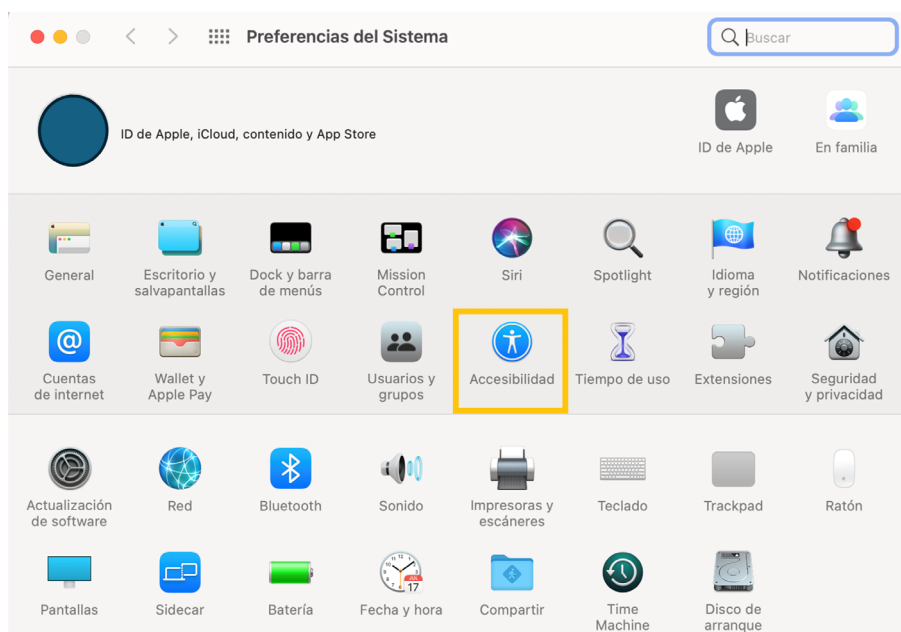 Preferencias del Sistema
Buscar
ID de Apple, iCloud, contenido y App Store
ID de Apple
En familia
General
Escritorio y
salvapantallas
Dock y barra
de menús
Mission
Control
Siri
Spotlight
Idioma
y región
Notificaciones
Cuentas
de internet
Wallet y
Apple Pay
Touch ID
Usuarios y
grupos
Accesibilidad
Tiempo de uso
Extensiones
Seguridad
y privacidad
Actualización
de software
Red
Bluetooth
Sonido
Impresoras y
escáneres
Teclado
Trackpad
Ratón
Pantallas
Sidecar
Batería
JUL
17
Fecha y hora
Compartir
Time
Machine
Disco de
arranque